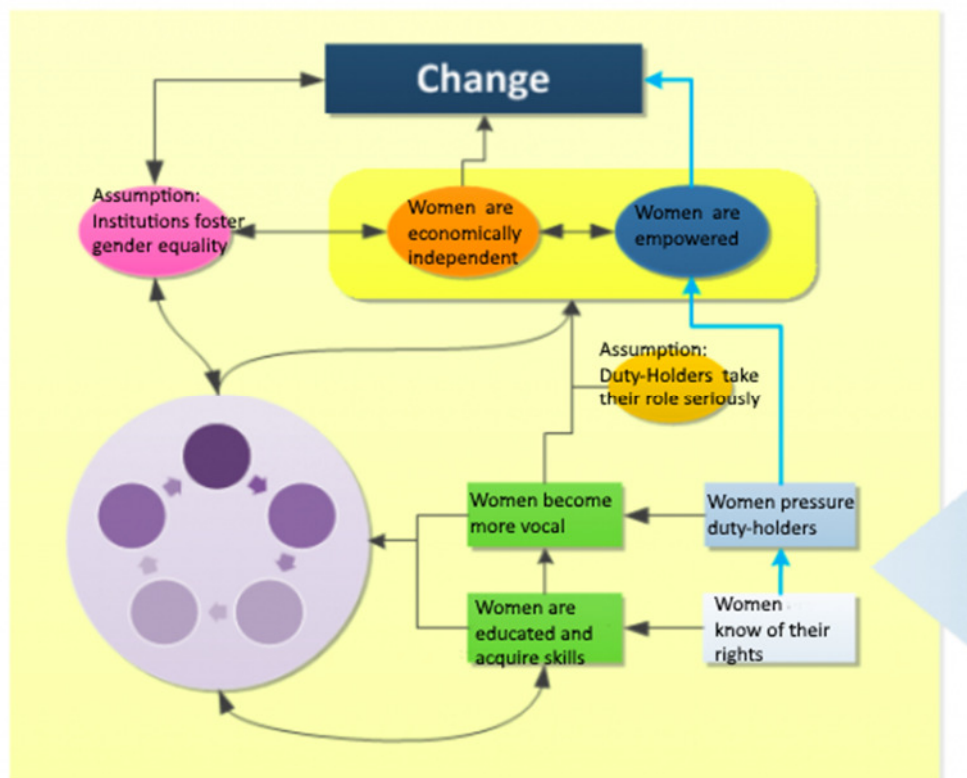 Change
Assumption:
Institutions foster
gender equality
Women are
economically
independent
Women are
empowered
Assumption:
Duty-Holders take
their role seriously
Women become
more vocal
Women pressure
duty-holders
Women are
educated and
acquire skills
Women
know of their
rights